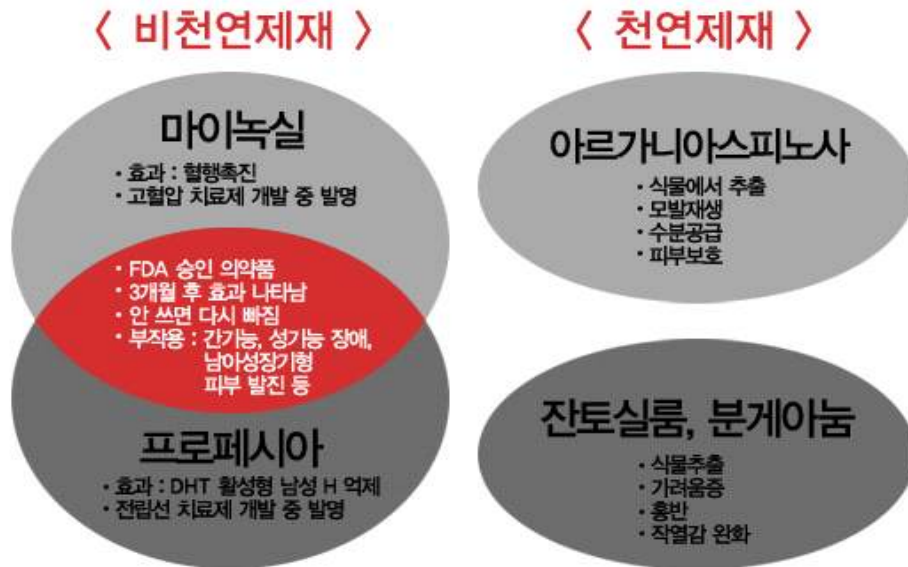 〈 비천연제재 〉
마이녹실
• 효과 : 혈행촉진
• 고혈압 치료제 개발 중 발명
• FDA 승인 의약품
• 3개월 후 효과 나타남
• 안 쓰면 다시 빠짐
• 부작용 : 간기능, 성기능 장애,
남아성장기형
피부 발진 등
프로페시아
• 효과 : DHT 활성형 남성 H 억제
• 전립선 치료제 개발 중 발명
〈 천연제재 〉
아르가니아스피노사
• 식물에서 추출
• 모발재생
• 수분공급
• 피부보호
잔토실룸, 분게아눔
• 식물추출
• 가려움증
• 홍반
• 작열감 완화